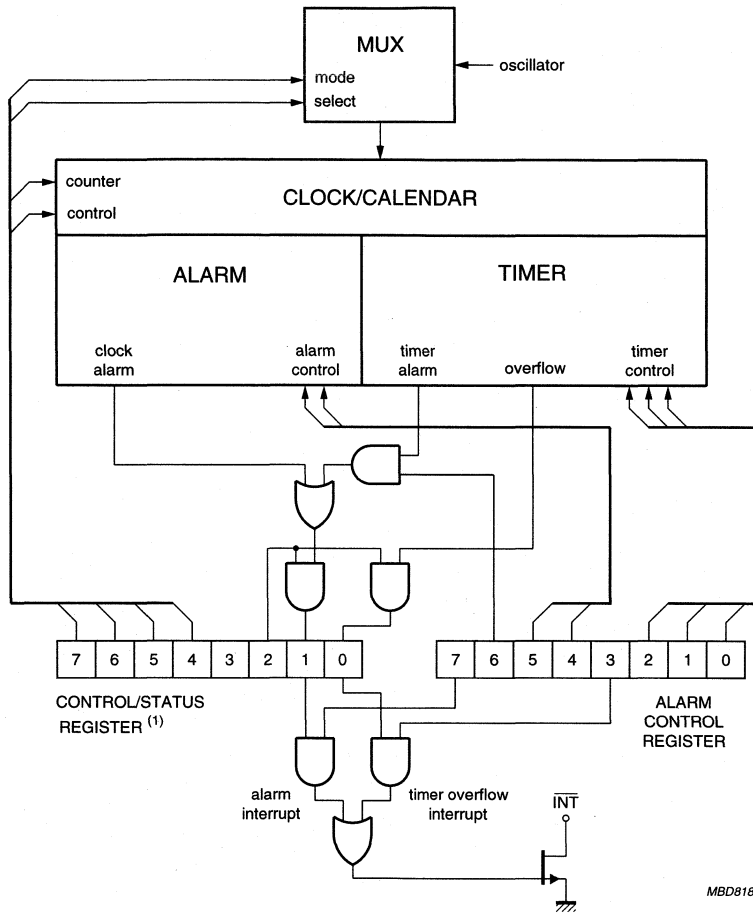 MUX
mode
oscillator
select
counter
control
CLOCK/CALENDAR
ALARM
TIMER
clock
alarm
alarm
control
timer
alarm
overflow
timer
control
7 6 5 4 3 2 1 0
7 6 5 4 3 2 1 0
CONTROL/STATUS
REGISTER (1)
ALARM
CONTROL
REGISTER
alarm
interrupt
timer overflow
interrupt
INT
MBD818